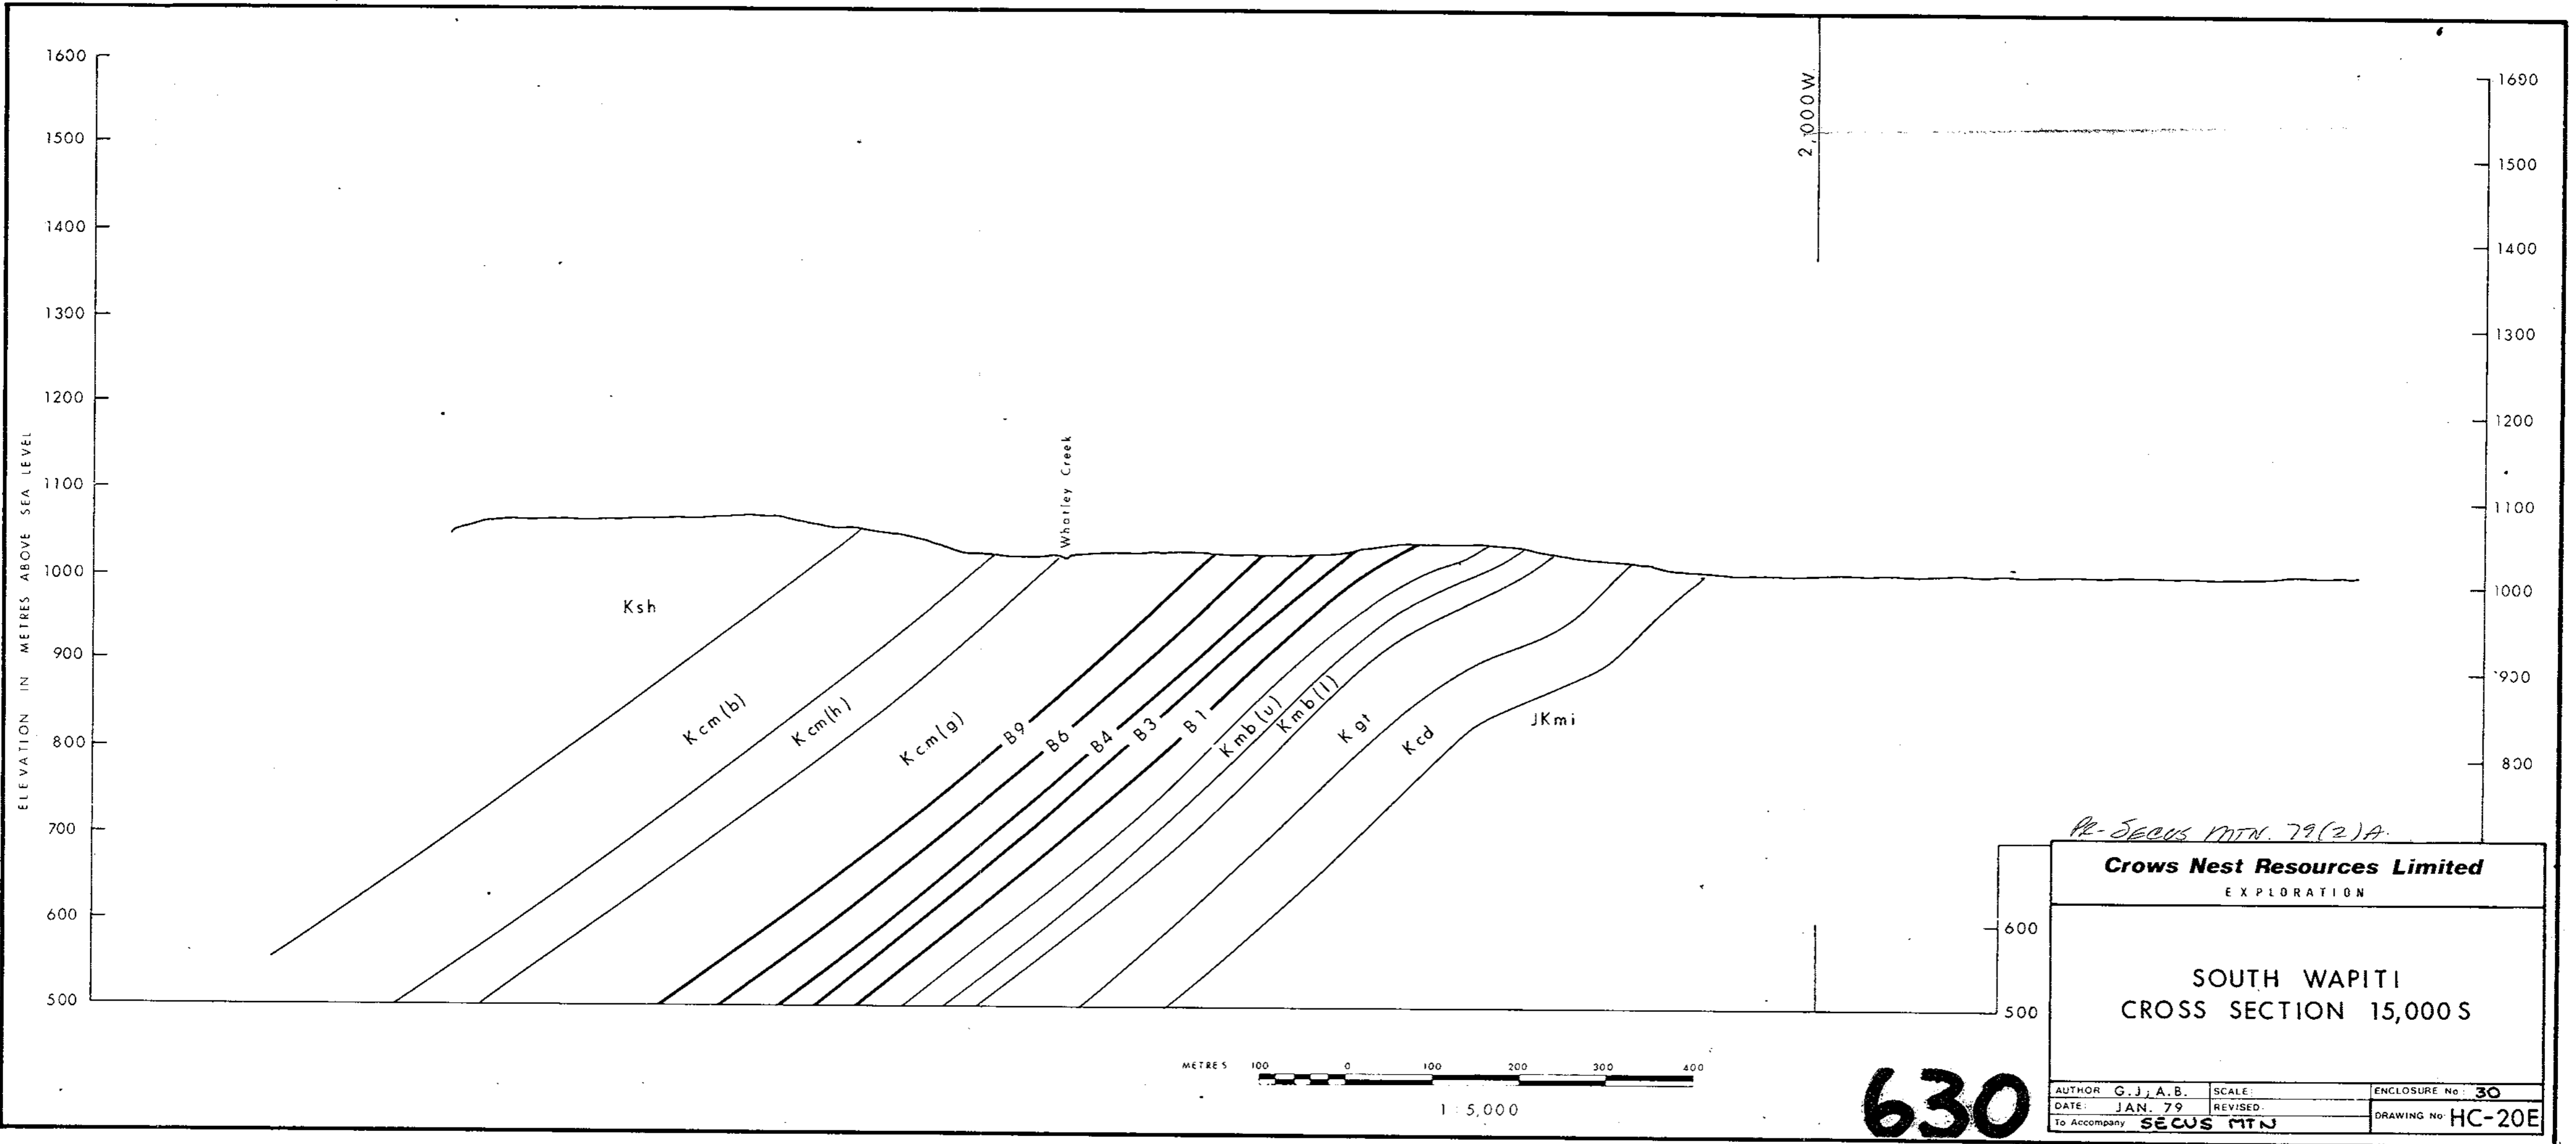 1600
1500
1400
1300
1200
1100
1000
900
800
700
600
500
ELEVATION IN METRES ABOVE SEA LEVEL
2,000W
1600
1500
1400
1300
1200
1100
1000
900
800
600
500
Whatley Creek
Ksh
Kcm(b)
Kcm(h)
Kcm(g)
B9
B6
B4
B3
B1
Kmb(u)
Kmb(l)
Kgt
Kcd
JKmi
METRES 100 0 100 200 300 400
1 : 5,000
630
PR-SECUS MTN. 79(2)A.
Crows Nest Resources Limited
EXPLORATION
SOUTH WAPITI
CROSS SECTION 15,000 S
AUTHOR G.J; A.B. SCALE: ENCLOSURE No: 30
DATE: JAN. 79 REVISED: DRAWING No: HC-20E
To Accompany SECUS MTN